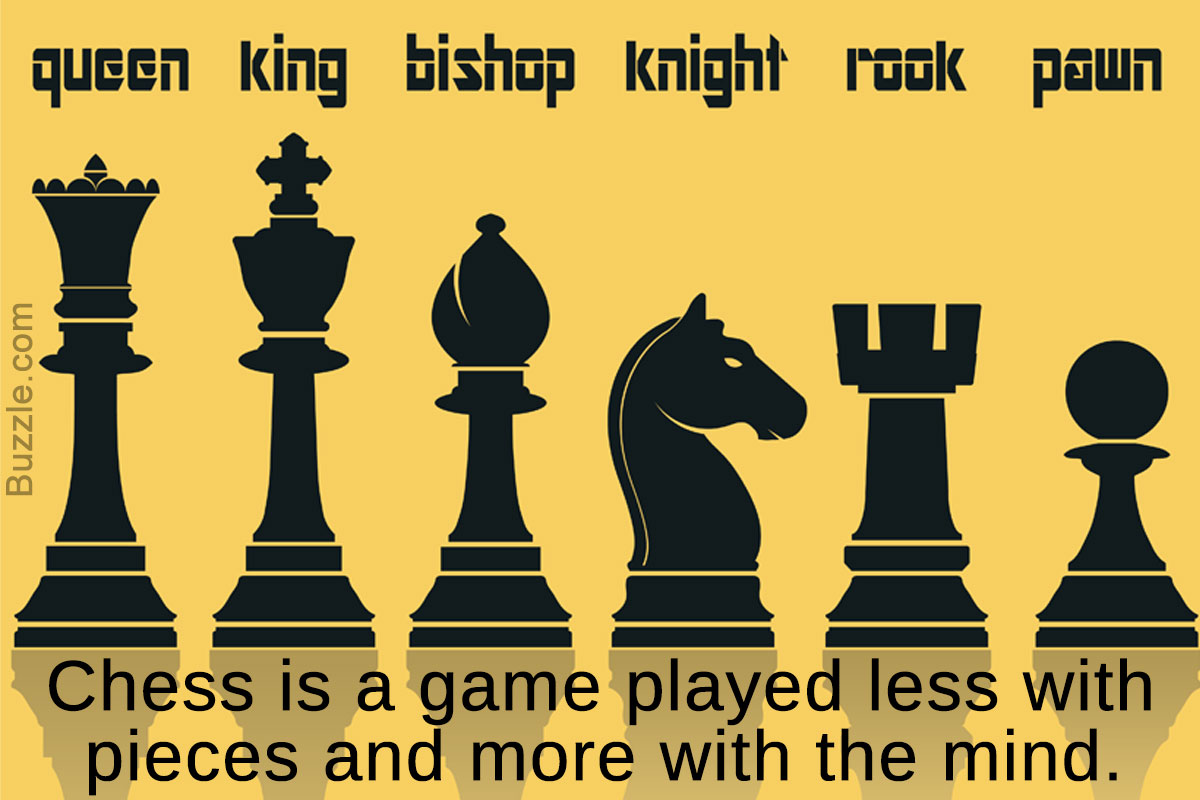 queen king bishop knight rook pawn
Buzzle.com
Chess is a game played less with
pieces and more with the mind.